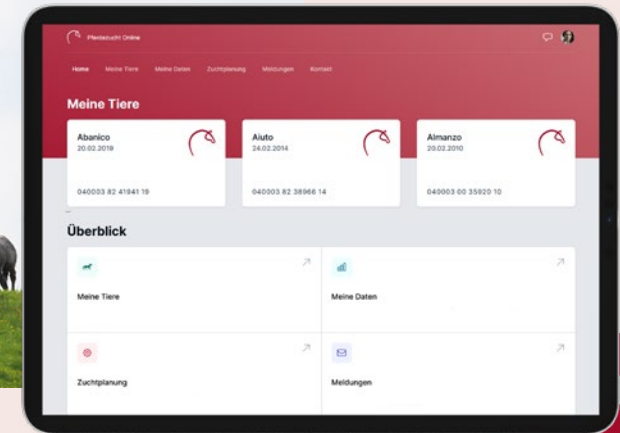 Pferdezucht Online
Home Meine Tiere Meine Daten Zuchtplanung Meldungen Kontakt
Meine Tiere
Abanico
20.02.2019
040003 82 41941 19
Aiuto
24.02.2014
040003 82 38966 14
Almanzo
20.02.2010
040003 00 35920 10
Überblick
Meine Tiere
Meine Daten
Zuchtplanung
Meldungen